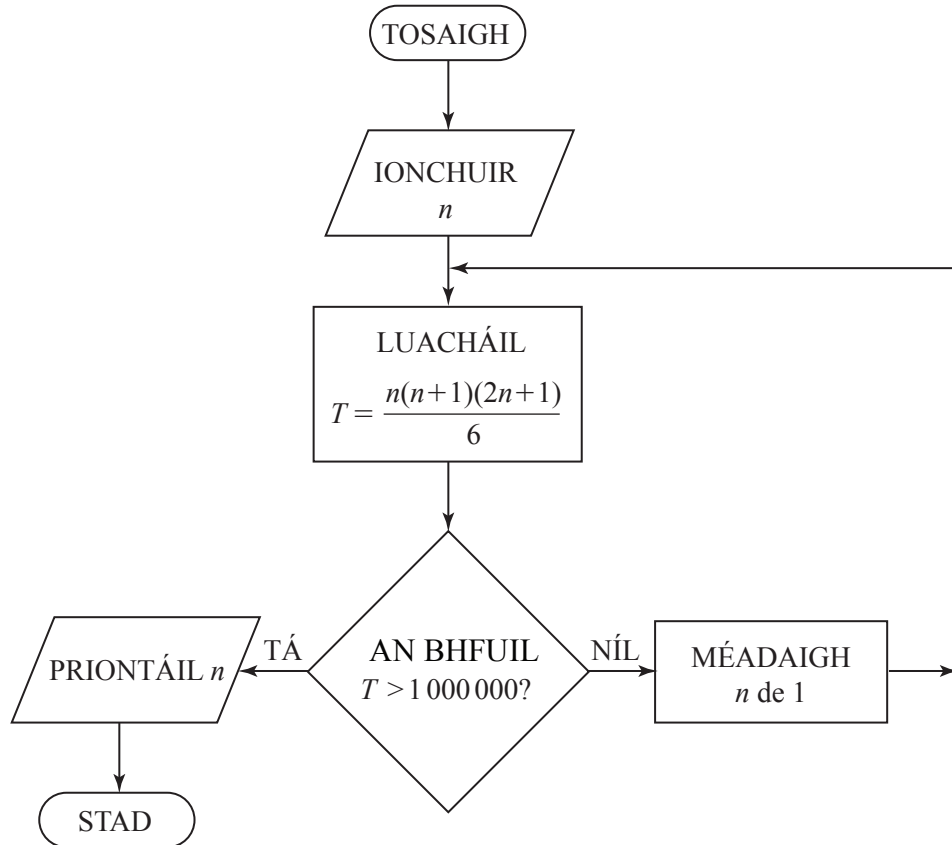 TOSAIGH
IONCHUIR
n
LUACHÁIL
T = n(n+1)(2n+1)/6
AN BHFUIL
T > 1 000 000?
TÁ
NÍL
PRIONTÁIL n
MÉADAIGH
n de 1
STAD